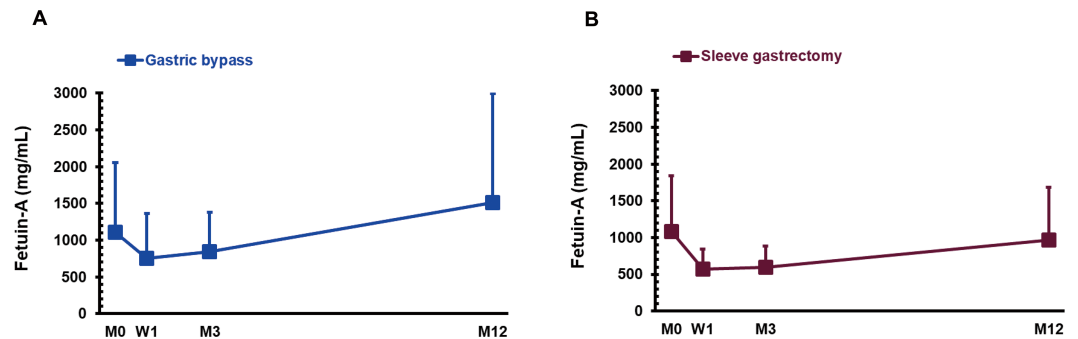 A
Gastric bypass
Fetuin-A (mg/mL)
3000
2500
2000
1500
1000
500
0
M0 W1 M3 M12
B
Sleeve gastrectomy
Fetuin-A (mg/mL)
3000
2500
2000
1500
1000
500
0
M0 W1 M3 M12